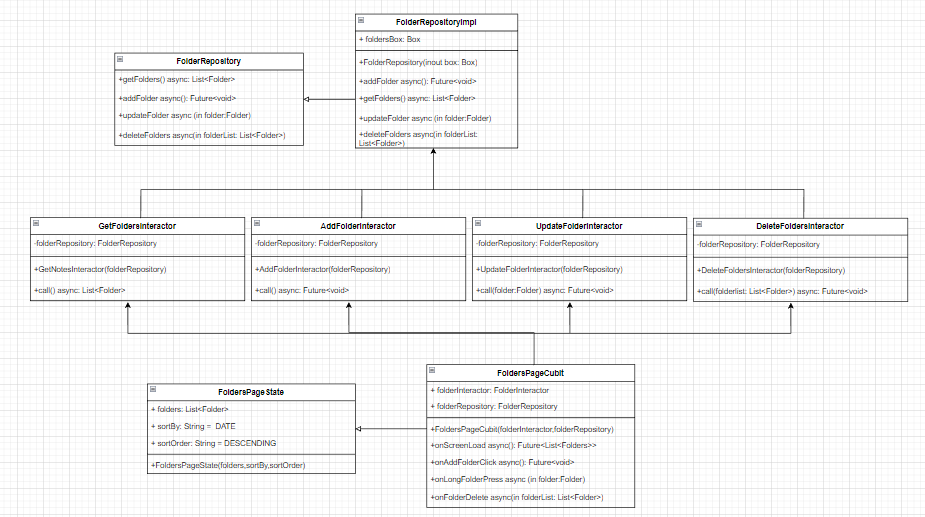 FolderRepositoryImpl
+ foldersBox: Box
+FolderRepository(inout box: Box)
+addFolder async(): Future<void>
+getFolders() async: List<Folder>
+updateFolder async (in folder:Folder)
+deleteFolders async(in folderList:
List<Folder>)
FolderRepository
+getFolders() async: List<Folder>
+addFolder async(): Future<void>
+updateFolder async (in folder:Folder)
+deleteFolders async(in folderList: List<Folder>)
GetFoldersInteractor
-folderRepository: FolderRepository
+GetNotesInteractor(folderRepository)
+call() async: List<Folder>
AddFolderInteractor
-folderRepository: FolderRepository
+AddFolderInteractor(folderRepository)
+call() async: Future<void>
UpdateFolderInteractor
-folderRepository: FolderRepository
+UpdateFolderInteractor(folderRepository)
+call(folder:Folder) async: Future<void>
DeleteFoldersInteractor
-folderRepository: FolderRepository
+DeleteFoldersInteractor(folderRepository)
+call(folderlist: List<Folder>) async: Future<void>
FoldersPageState
+ folders: List<Folder>
+ sortBy: String = DATE
+ sortOrder: String = DESCENDING
+FoldersPageState(folders,sortBy,sortOrder)
FoldersPageCubit
+ folderInteractor: FolderInteractor
+ folderRepository: FolderRepository
+FoldersPageCubit(folderInteractor,folderRepository)
+onScreenLoad async(): Future<List<Folders>>
+onAddFolderClick async(): Future<void>
+onLongFolderPress async (in folder:Folder)
+onFolderDelete async(in folderList: List<Folder>)